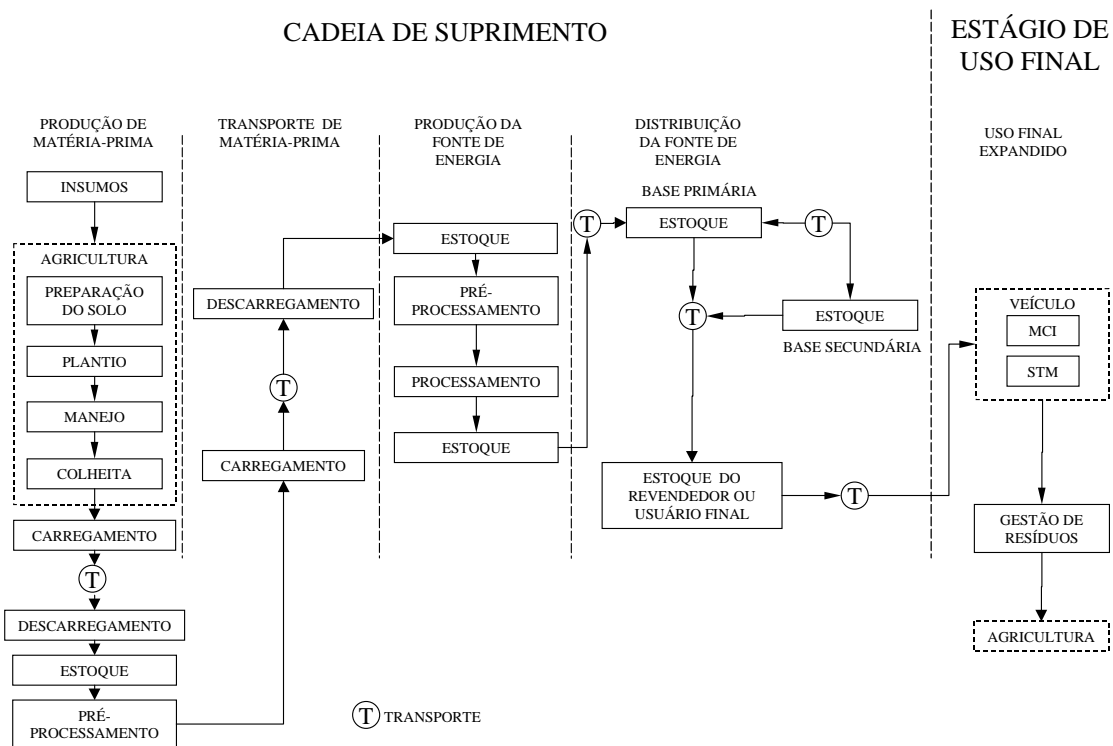 CADEIA DE SUPRIMENTO
ESTÁGIO DE
USO FINAL
PRODUÇÃO DE
MATÉRIA-PRIMA
INSUMOS
AGRICULTURA
PREPARAÇÃO
DO SOLO
PLANTIO
MANEJO
COLHEITA
CARREGAMENTO
T
DESCARREGAMENTO
ESTOQUE
PRÉ-
PROCESSAMENTO
TRANSPORTE DE
MATÉRIA-PRIMA
DESCARREGAMENTO
T
CARREGAMENTO
PRODUÇÃO DA
FONTE DE
ENERGIA
ESTOQUE
PRÉ-
PROCESSAMENTO
PROCESSAMENTO
ESTOQUE
DISTRIBUIÇÃO
DA FONTE DE
ENERGIA
BASE PRIMÁRIA
T
ESTOQUE
T
T
ESTOQUE
BASE SECUNDÁRIA
ESTOQUE DO
REVENDEDOR OU
USUÁRIO FINAL
T
USO FINAL
EXPANDIDO
VEÍCULO
MCI
STM
GESTÃO DE
RESÍDUOS
AGRICULTURA
T TRANSPORTE